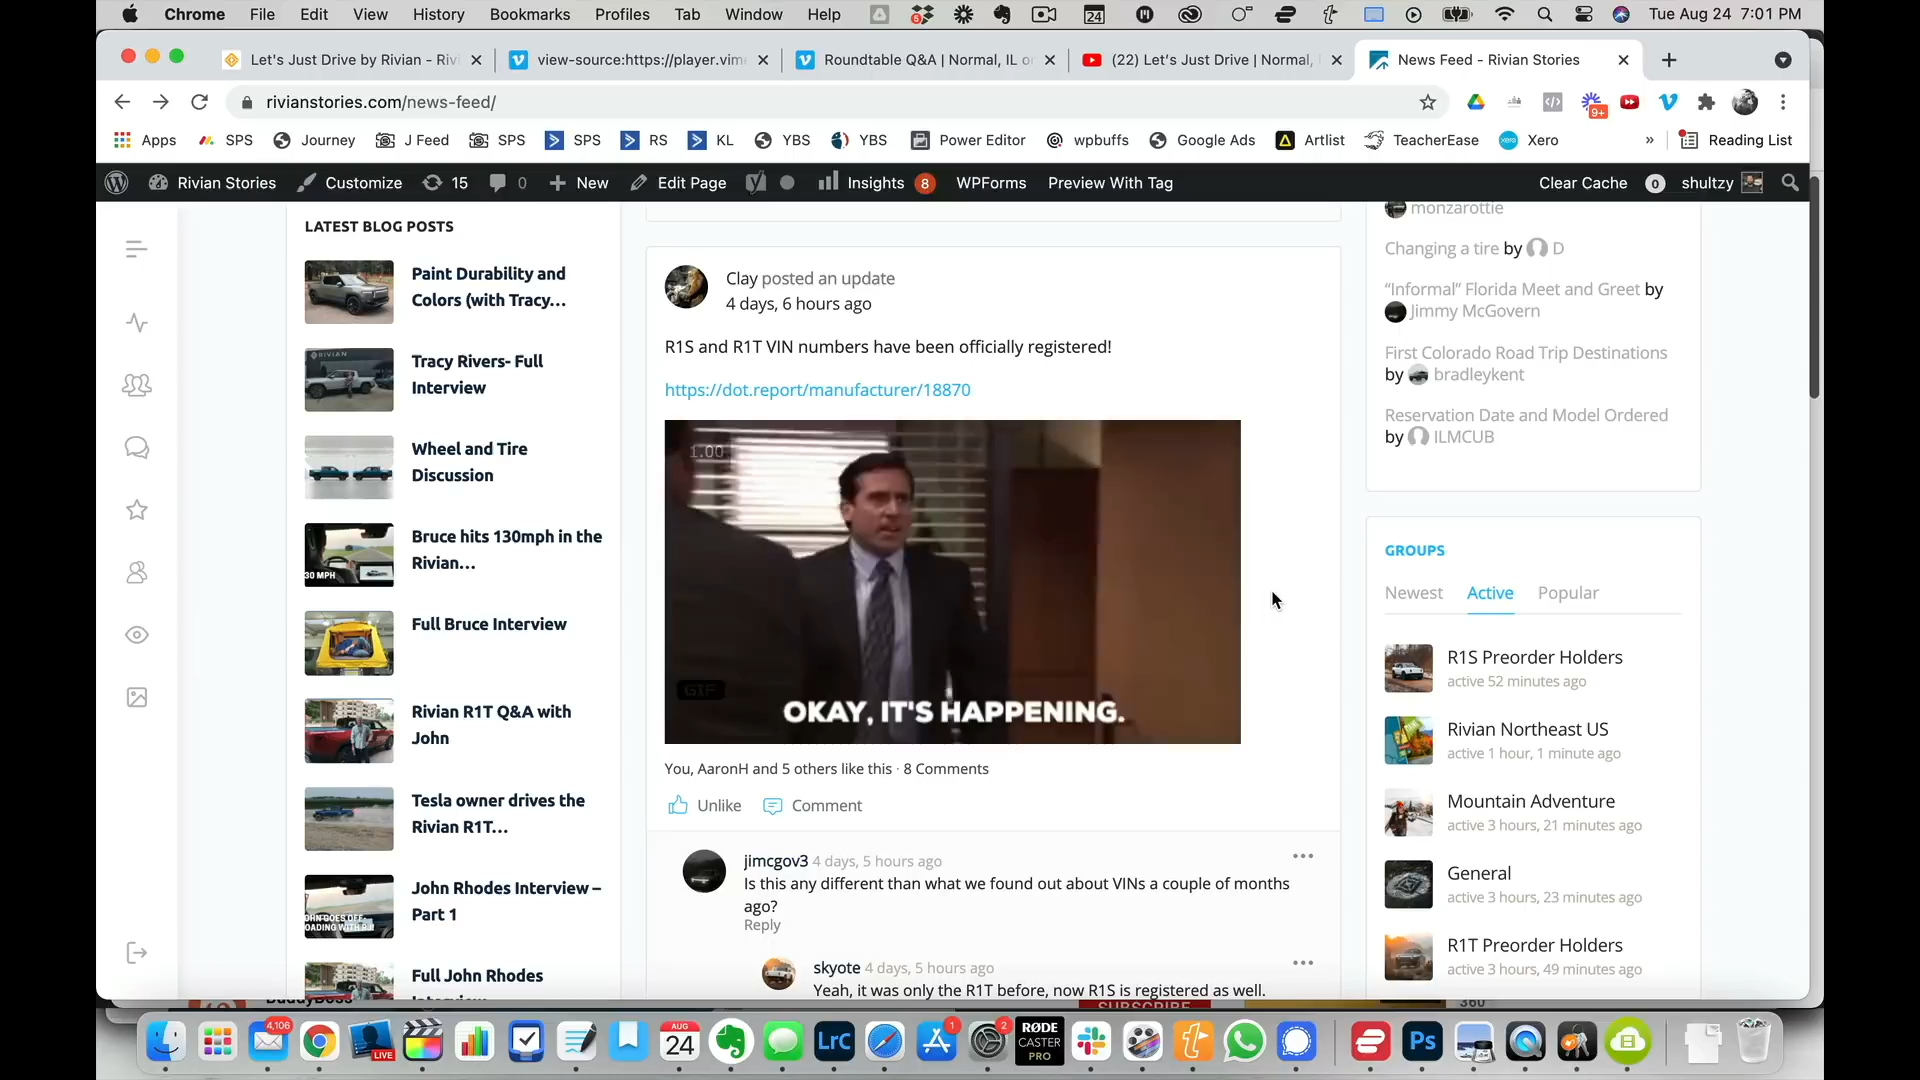 Chrome File Edit View History Bookmarks Profiles Tab Window Help
5
24
Tue Aug 24 7:01 PM
Let's Just Drive by Rivian - Rivi
view-source:https://player.vime
Roundtable Q&A | Normal, IL o
(22) Let's Just Drive | Normal, I
News Feed - Rivian Stories
rivianstories.com/news-feed/
9+
Apps SPS Journey J Feed SPS SPS RS KL YBS YBS Power Editor wpbuffs Google Ads Artlist TeacherEase Xero » Reading List
Rivian Stories Customize 15 0 New Edit Page Insights 8 WPForms Preview With Tag Clear Cache 0 shultzy
LATEST BLOG POSTS
Paint Durability and
Colors (with Tracy...
RIVIAN
Tracy Rivers- Full
Interview
Wheel and Tire
Discussion
Bruce hits 130mph in the
Rivian...
30 MPH
Full Bruce Interview
Rivian R1T Q&A with
John
Tesla owner drives the
Rivian R1T...
John Rhodes Interview –
Part 1
Full John Rhodes
Clay posted an update
4 days, 6 hours ago
R1S and R1T VIN numbers have been officially registered!
https://dot.report/manufacturer/18870
1.00
GIF
OKAY, IT'S HAPPENING.
You, AaronH and 5 others like this · 8 Comments
Unlike Comment
jimcgov3 4 days, 5 hours ago
Is this any different than what we found out about VINs a couple of months
ago?
Reply
skyote 4 days, 5 hours ago
Yeah, it was only the R1T before, now R1S is registered as well.
monzarottie
Changing a tire by D
“Informal” Florida Meet and Greet by
Jimmy McGovern
First Colorado Road Trip Destinations
by bradleykent
Reservation Date and Model Ordered
by ILMCUB
GROUPS
Newest Active Popular
R1S Preorder Holders
active 52 minutes ago
Rivian Northeast US
active 1 hour, 1 minute ago
Mountain Adventure
active 3 hours, 21 minutes ago
General
active 3 hours, 23 minutes ago
R1T Preorder Holders
active 3 hours, 49 minutes ago
SUBSCRIBE
360
4,106
LIVE
AUG
24
LrC
1
2
RØDE
CASTER
PRO
Ps